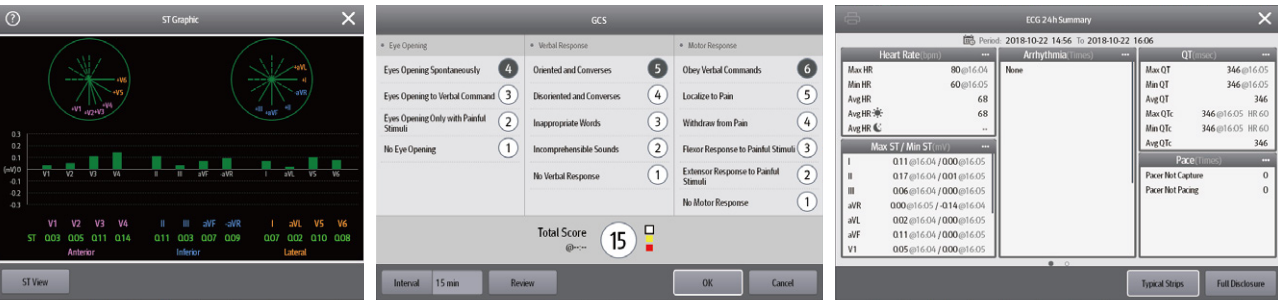 ST Graphic
+V6
+V5
+V1 +V2+V3 +V4
+aVL
+I
-aVR
+III +aVF +II
0.3
0.2
0.1
(mV)0
-0.1
-0.2
-0.3
V1 V2 V3 V4 II III aVF -aVR I aVL V5 V6
V1 V2 V3 V4 II III aVF -aVR I aVL V5 V6
ST 0.03 0.05 0.11 0.14 0.11 0.03 0.07 0.09 0.07 0.02 0.10 0.08
Anterior Inferior Lateral
ST View
GCS
Eye Opening Verbal Response Motor Response
Eyes Opening Spontaneously 4 Oriented and Converses 5 Obey Verbal Commands 6
Eyes Opening to Verbal Command 3 Disoriented and Converses 4 Localize to Pain 5
Eyes Opening Only with Painful
Stimuli 2 Inappropriate Words 3 Withdraw from Pain 4
No Eye Opening 1 Incomprehensible Sounds 2 Flexor Response to Painful Stimuli 3
No Verbal Response 1 Extensor Response to Painful
Stimuli 2
No Motor Response 1
Total Score 15
@--:--
Interval 15 min Review OK Cancel
ECG 24h Summary
Period: 2018-10-22 14:56 To 2018-10-22 16:06
Heart Rate(bpm) ···
Max HR 80@16:04
Min HR 60@16:05
Avg HR 68
Avg HR 68
Avg HR --
Max ST / Min ST(mV) ···
I 0.11@16:04 / 0.00@16:05
II 0.17@16:04 / 0.01@16:05
III 0.06@16:04 / 0.00@16:05
aVR 0.00@16:05 / -0.14@16:04
aVL 0.02@16:04 / 0.00@16:05
aVF 0.11@16:04 / 0.00@16:05
V1 0.05@16:04 / 0.00@16:05
Arrhythmia(Times) ···
None
QT(msec) ···
Max QT 346@16:05
Min QT 346@16:05
Avg QT 346
Max QTc 346@16:05 HR 60
Min QTc 346@16:05 HR 60
Avg QTc 346
Pace(Times) ···
Pacer Not Capture 0
Pacer Not Pacing 0
Typical Strips Full Disclosure